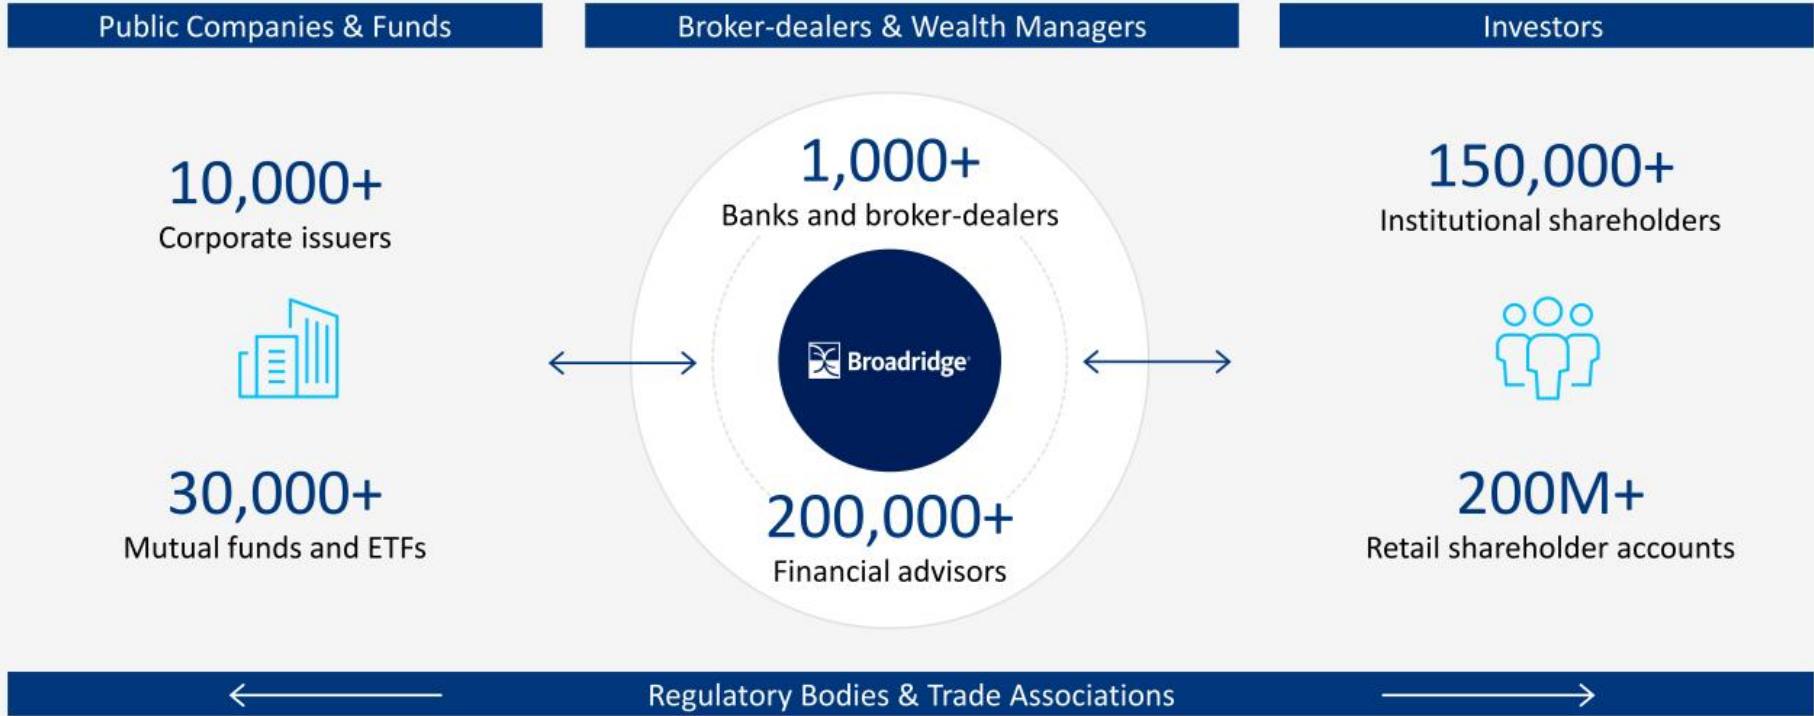 Public Companies & Funds
Broker-dealers & Wealth Managers
Investors
10,000+
Corporate issuers
30,000+
Mutual funds and ETFs
1,000+
Banks and broker-dealers
Broadridge
200,000+
Financial advisors
150,000+
Institutional shareholders
200M+
Retail shareholder accounts
Regulatory Bodies & Trade Associations